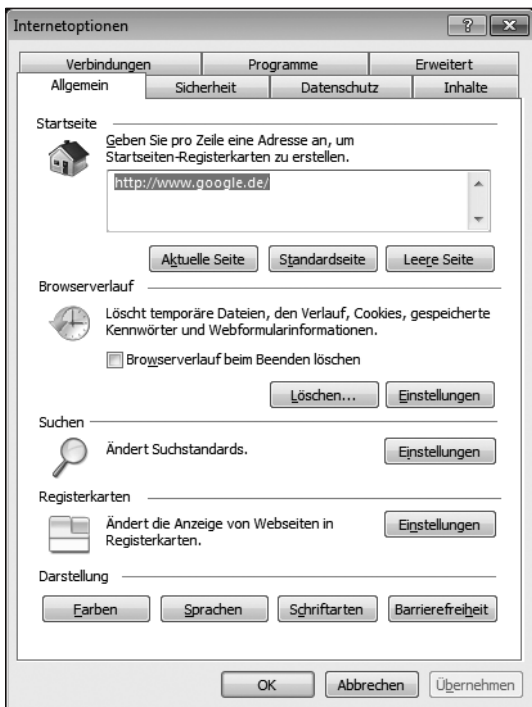 Internetoptionen
Verbindungen Programme Erweitert
Allgemein Sicherheit Datenschutz Inhalte
Startseite
Geben Sie pro Zeile eine Adresse an, um
Startseiten-Registerkarten zu erstellen.
http://www.google.de/
Aktuelle Seite Standardseite Leere Seite
Browserverlauf
Löscht temporäre Dateien, den Verlauf, Cookies, gespeicherte
Kennwörter und Webformularinformationen.
Browserverlauf beim Beenden löschen
Löschen... Einstellungen
Suchen
Ändert Suchstandards.
Einstellungen
Registerkarten
Ändert die Anzeige von Webseiten in
Registerkarten.
Einstellungen
Darstellung
Farben Sprachen Schriftarten Barrierefreiheit
OK Abbrechen Übernehmen